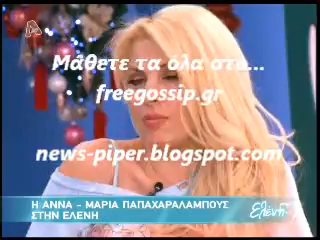 Μάθετε τα όλα στο...
freegossip.gr
news-piper.blogspot.com
Η ΑΝΝΑ - ΜΑΡΙΑ ΠΑΠΑΧΑΡΑΛΑΜΠΟΥΣ
ΣΤΗΝ ΕΛΕΝΗ
Ελένη